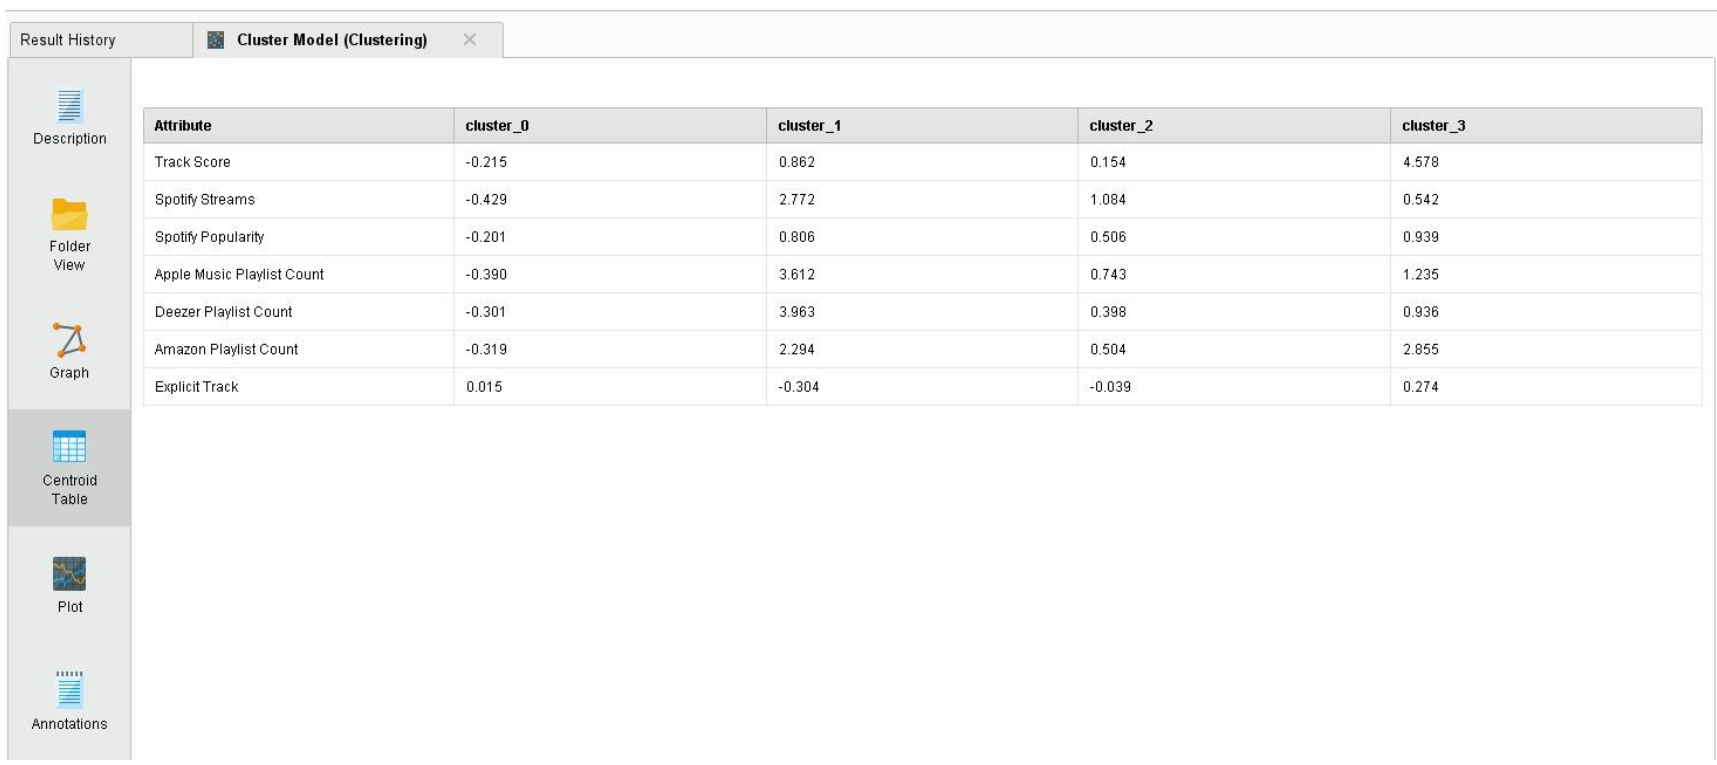 Result History
Cluster Model (Clustering)
Description
Folder
View
Graph
Centroid
Table
Plot
Annotations
Attribute cluster_0 cluster_1 cluster_2 cluster_3
Track Score -0.215 0.862 0.154 4.578
Spotify Streams -0.429 2.772 1.084 0.542
Spotify Popularity -0.201 0.806 0.506 0.939
Apple Music Playlist Count -0.390 3.612 0.743 1.235
Deezer Playlist Count -0.301 3.963 0.398 0.936
Amazon Playlist Count -0.319 2.294 0.504 2.855
Explicit Track 0.015 -0.304 -0.039 0.274